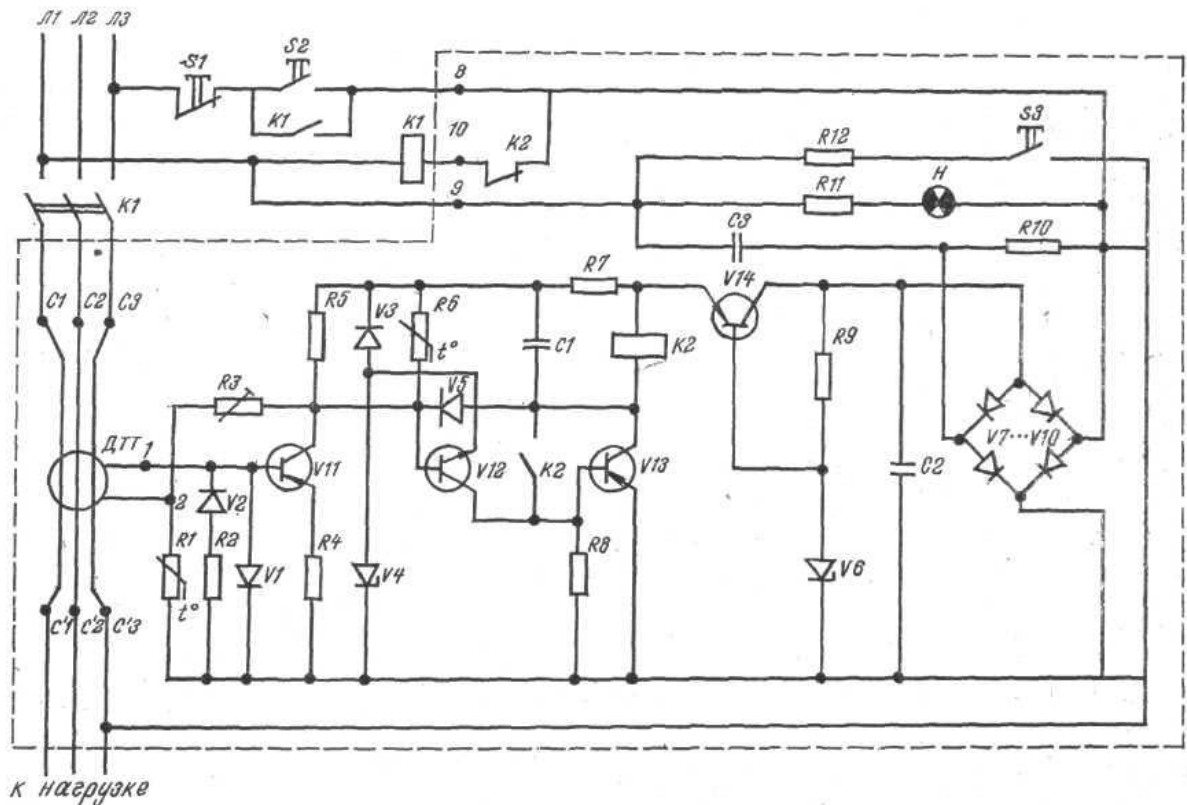 Л1 Л2 Л3
S1
S2
8
K1
K1
10
K2
S3
R12
9
R11
H
K1
C3
R10
C1
C2
C3
R5
V3
R6
t°
R7
V14
C1
K2
R9
R3
V5
ДТТ
1
V11
V12
K2
V13
V7...V10
2
V2
C2
R1
t°
R2
V1
R4
V4
R8
V6
C'1
C'2
C'3
К нагрузке